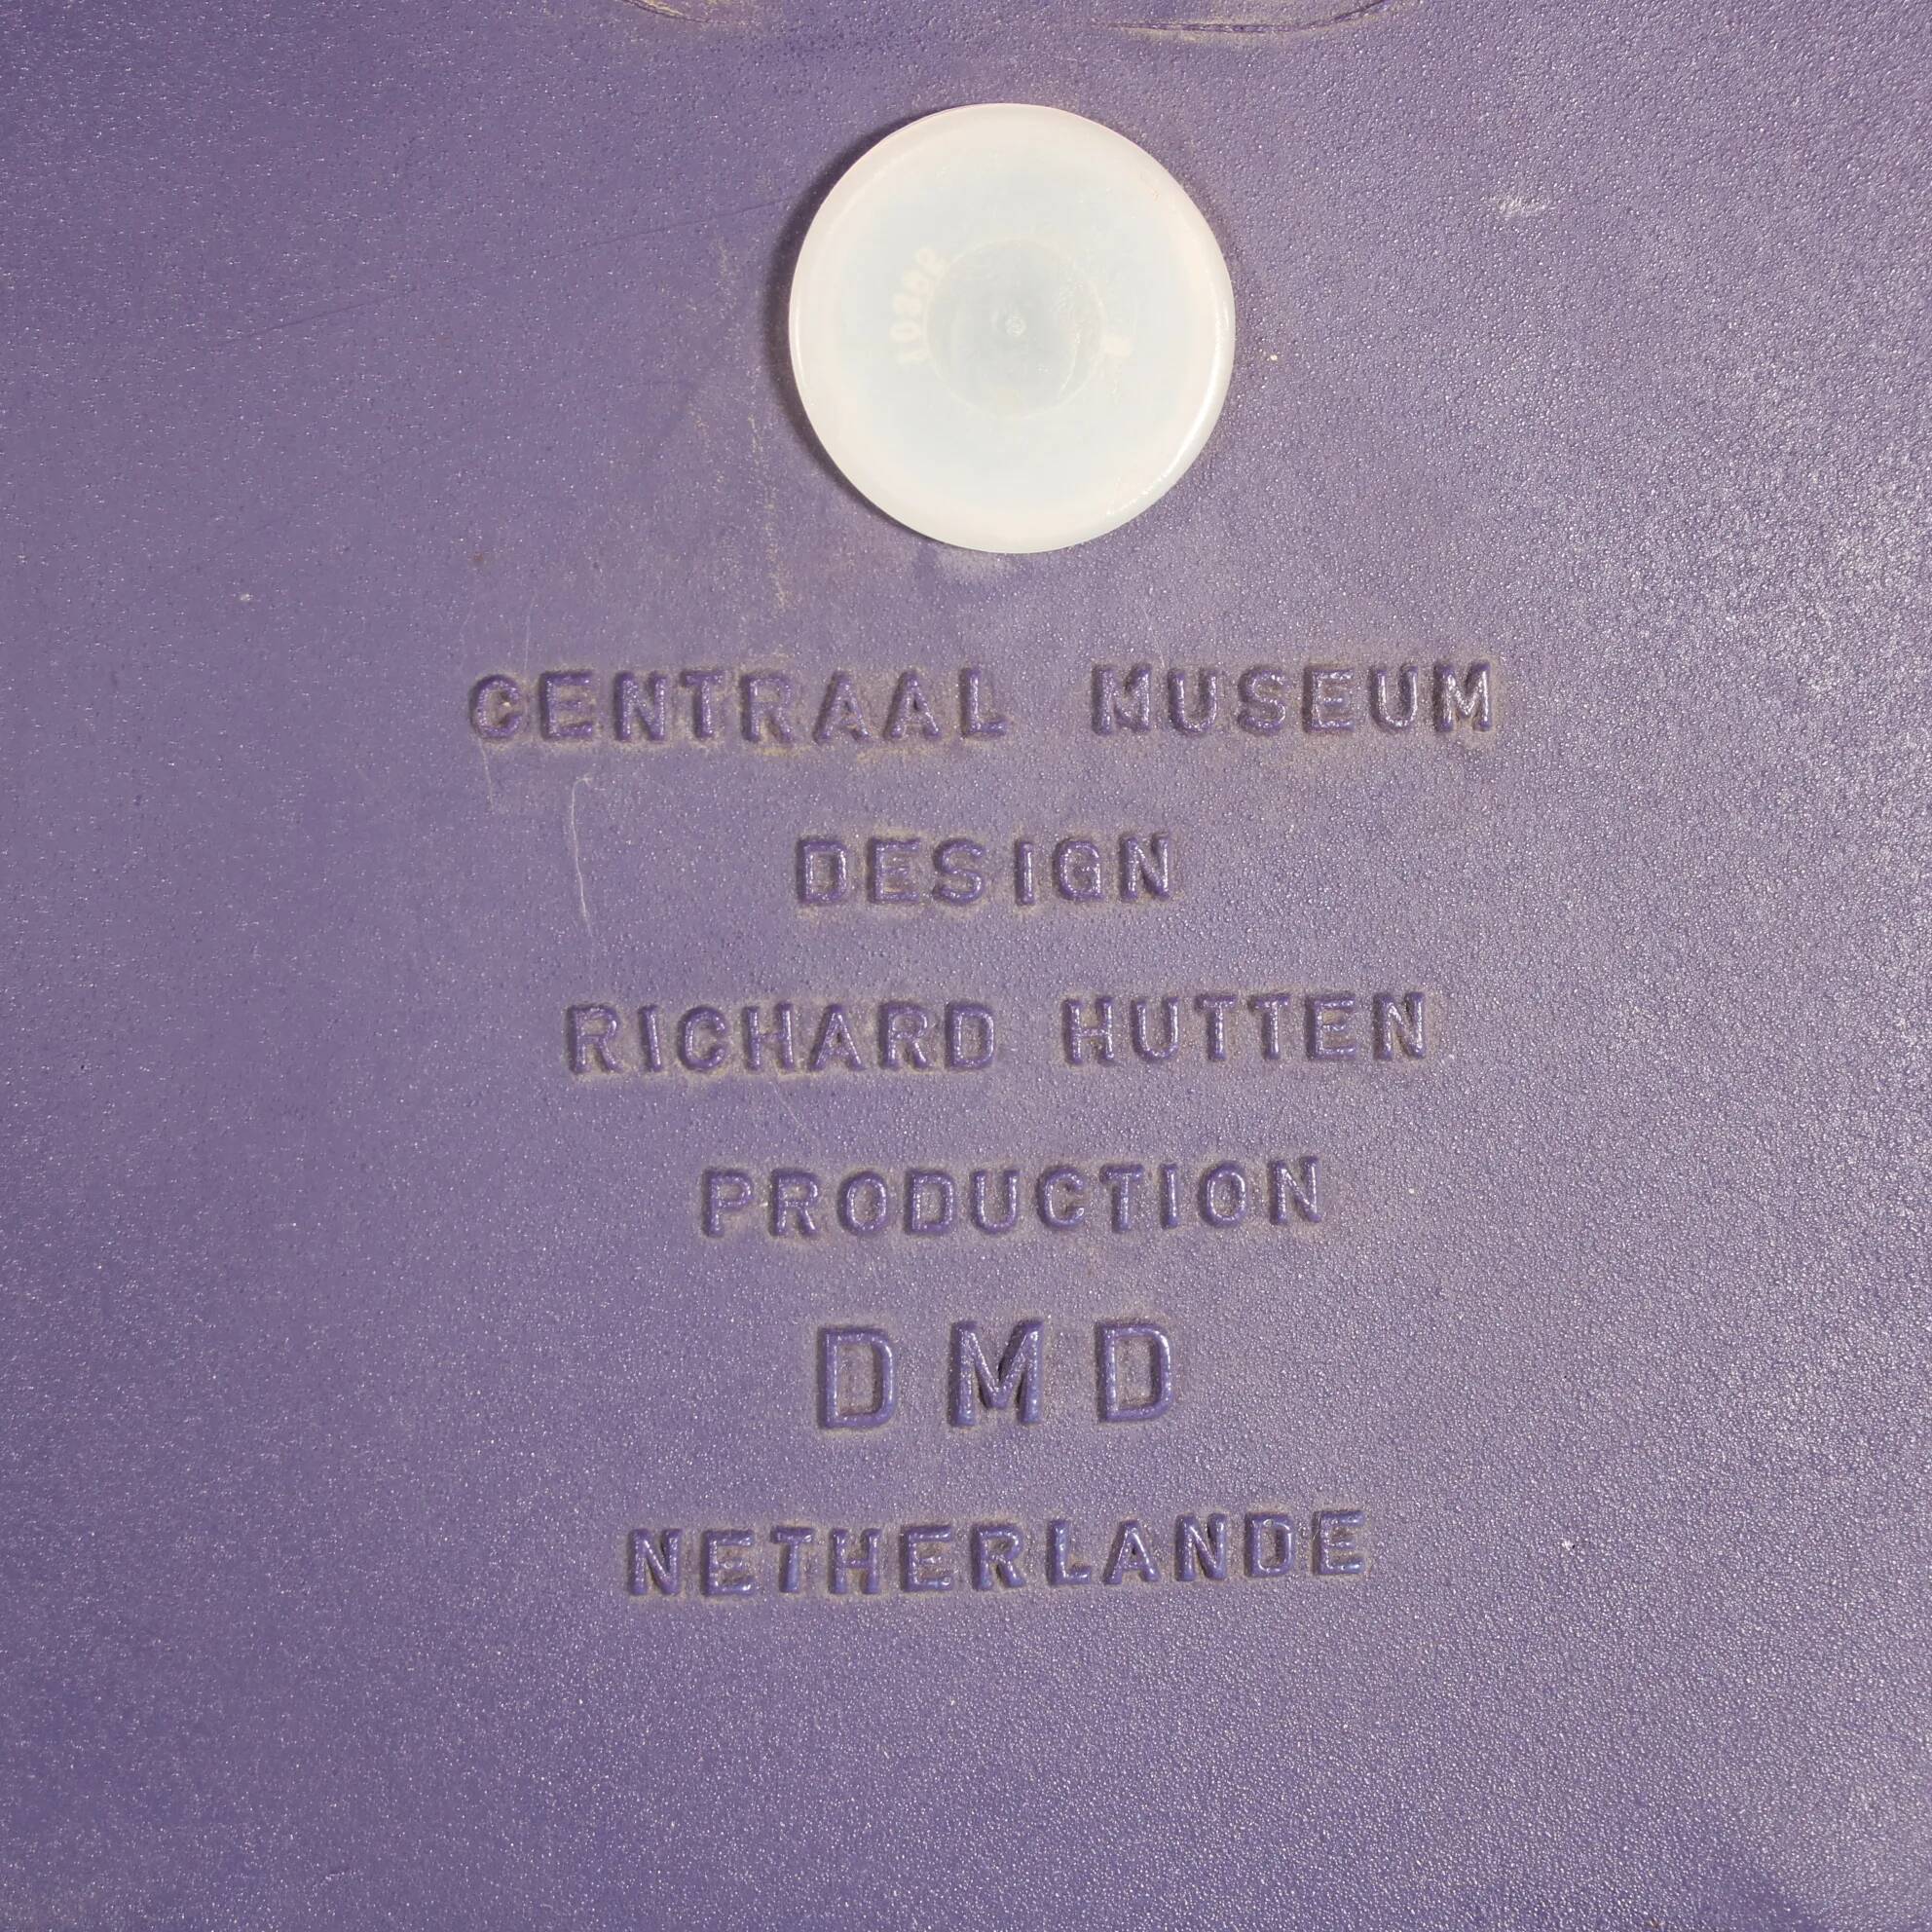 CENTRAAL MUSEUM
DESIGN
RICHARD HUTTEN
PRODUCTION
DMD
NETHERLANDE